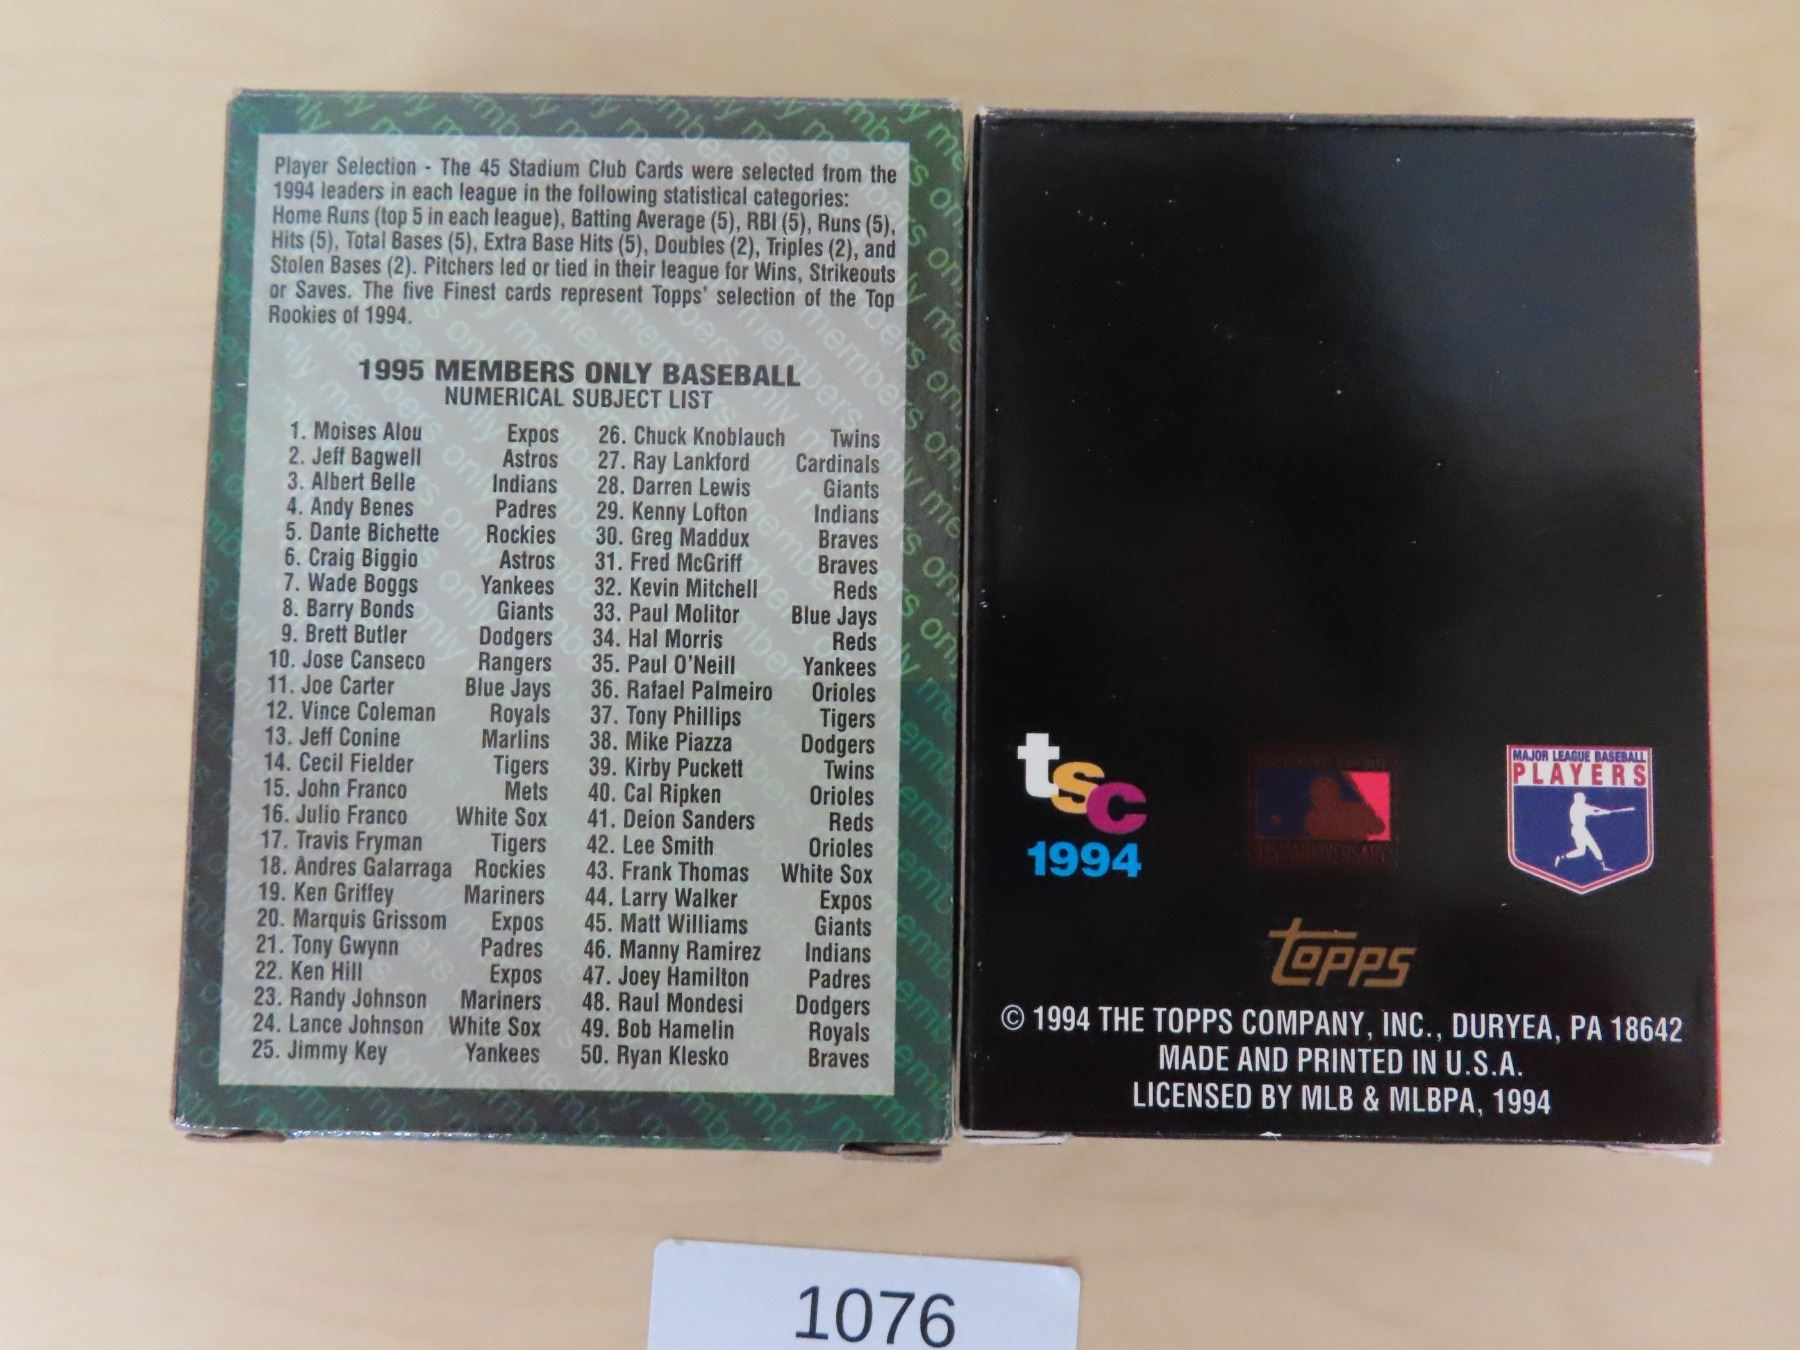 Player Selection - The 45 Stadium Club Cards were selected from the
1994 leaders in each league in the following statistical categories:
Home Runs (top 5 in each league), Batting Average (5), RBI (5), Runs (5),
Hits (5), Total Bases (5), Extra Base Hits (5), Doubles (2), Triples (2), and
Stolen Bases (2). Pitchers led or tied in their league for Wins, Strikeouts
or Saves. The five Finest cards represent Topps' selection of the Top
Rookies of 1994.
1995 MEMBERS ONLY BASEBALL
NUMERICAL SUBJECT LIST
1. Moises Alou Expos
2. Jeff Bagwell Astros
3. Albert Belle Indians
4. Andy Benes Padres
5. Dante Bichette Rockies
6. Craig Biggio Astros
7. Wade Boggs Yankees
8. Barry Bonds Giants
9. Brett Butler Dodgers
10. Jose Canseco Rangers
11. Joe Carter Blue Jays
12. Vince Coleman Royals
13. Jeff Conine Marlins
14. Cecil Fielder Tigers
15. John Franco Mets
16. Julio Franco White Sox
17. Travis Fryman Tigers
18. Andres Galarraga Rockies
19. Ken Griffey Mariners
20. Marquis Grissom Expos
21. Tony Gwynn Padres
22. Ken Hill Expos
23. Randy Johnson Mariners
24. Lance Johnson White Sox
25. Jimmy Key Yankees
26. Chuck Knoblauch Twins
27. Ray Lankford Cardinals
28. Darren Lewis Giants
29. Kenny Lofton Indians
30. Greg Maddux Braves
31. Fred McGriff Braves
32. Kevin Mitchell Reds
33. Paul Molitor Blue Jays
34. Hal Morris Reds
35. Paul O'Neill Yankees
36. Rafael Palmeiro Orioles
37. Tony Phillips Tigers
38. Mike Piazza Dodgers
39. Kirby Puckett Twins
40. Cal Ripken Orioles
41. Deion Sanders Reds
42. Lee Smith Orioles
43. Frank Thomas White Sox
44. Larry Walker Expos
45. Matt Williams Giants
46. Manny Ramirez Indians
47. Joey Hamilton Padres
48. Raul Mondesi Dodgers
49. Bob Hamelin Royals
50. Ryan Klesko Braves
tsc
1994
MAJOR LEAGUE BASEBALL
PLAYERS
topps
© 1994 THE TOPPS COMPANY, INC., DURYEA, PA 18642
MADE AND PRINTED IN U.S.A.
LICENSED BY MLB & MLBPA, 1994
1076